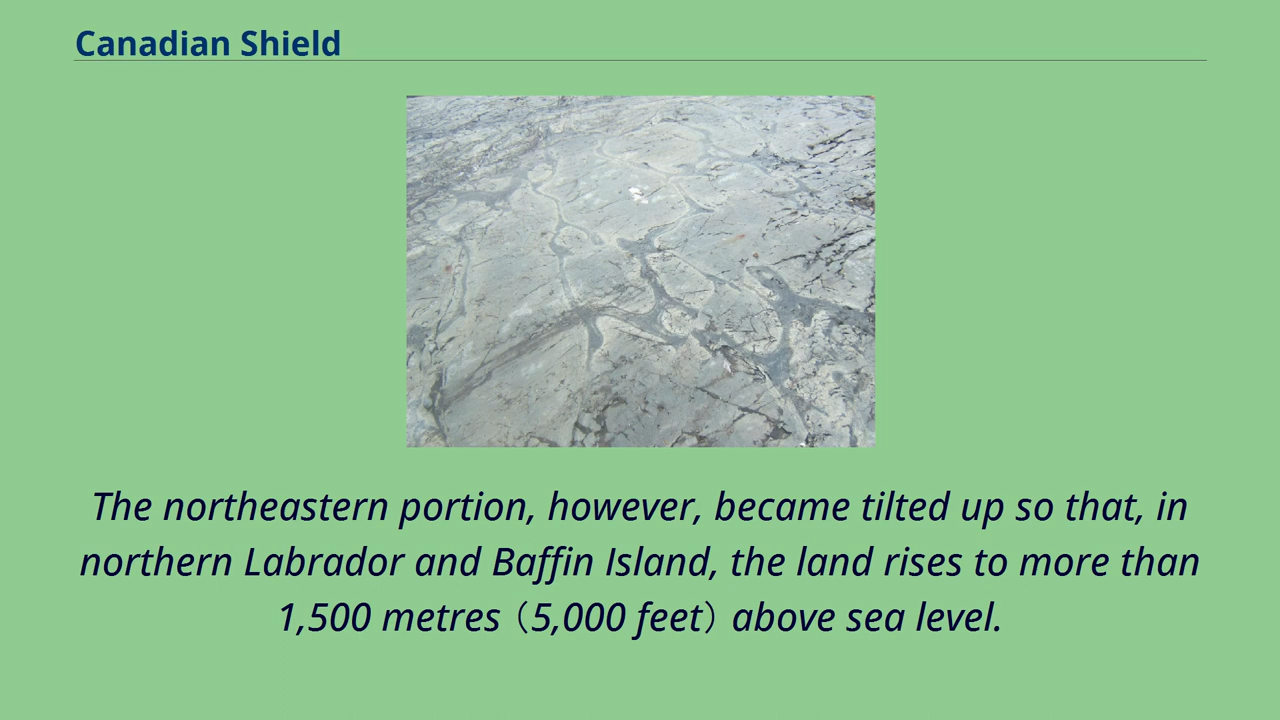 Canadian Shield
The northeastern portion, however, became tilted up so that, in
northern Labrador and Baffin Island, the land rises to more than
1,500 metres (5,000 feet) above sea level.